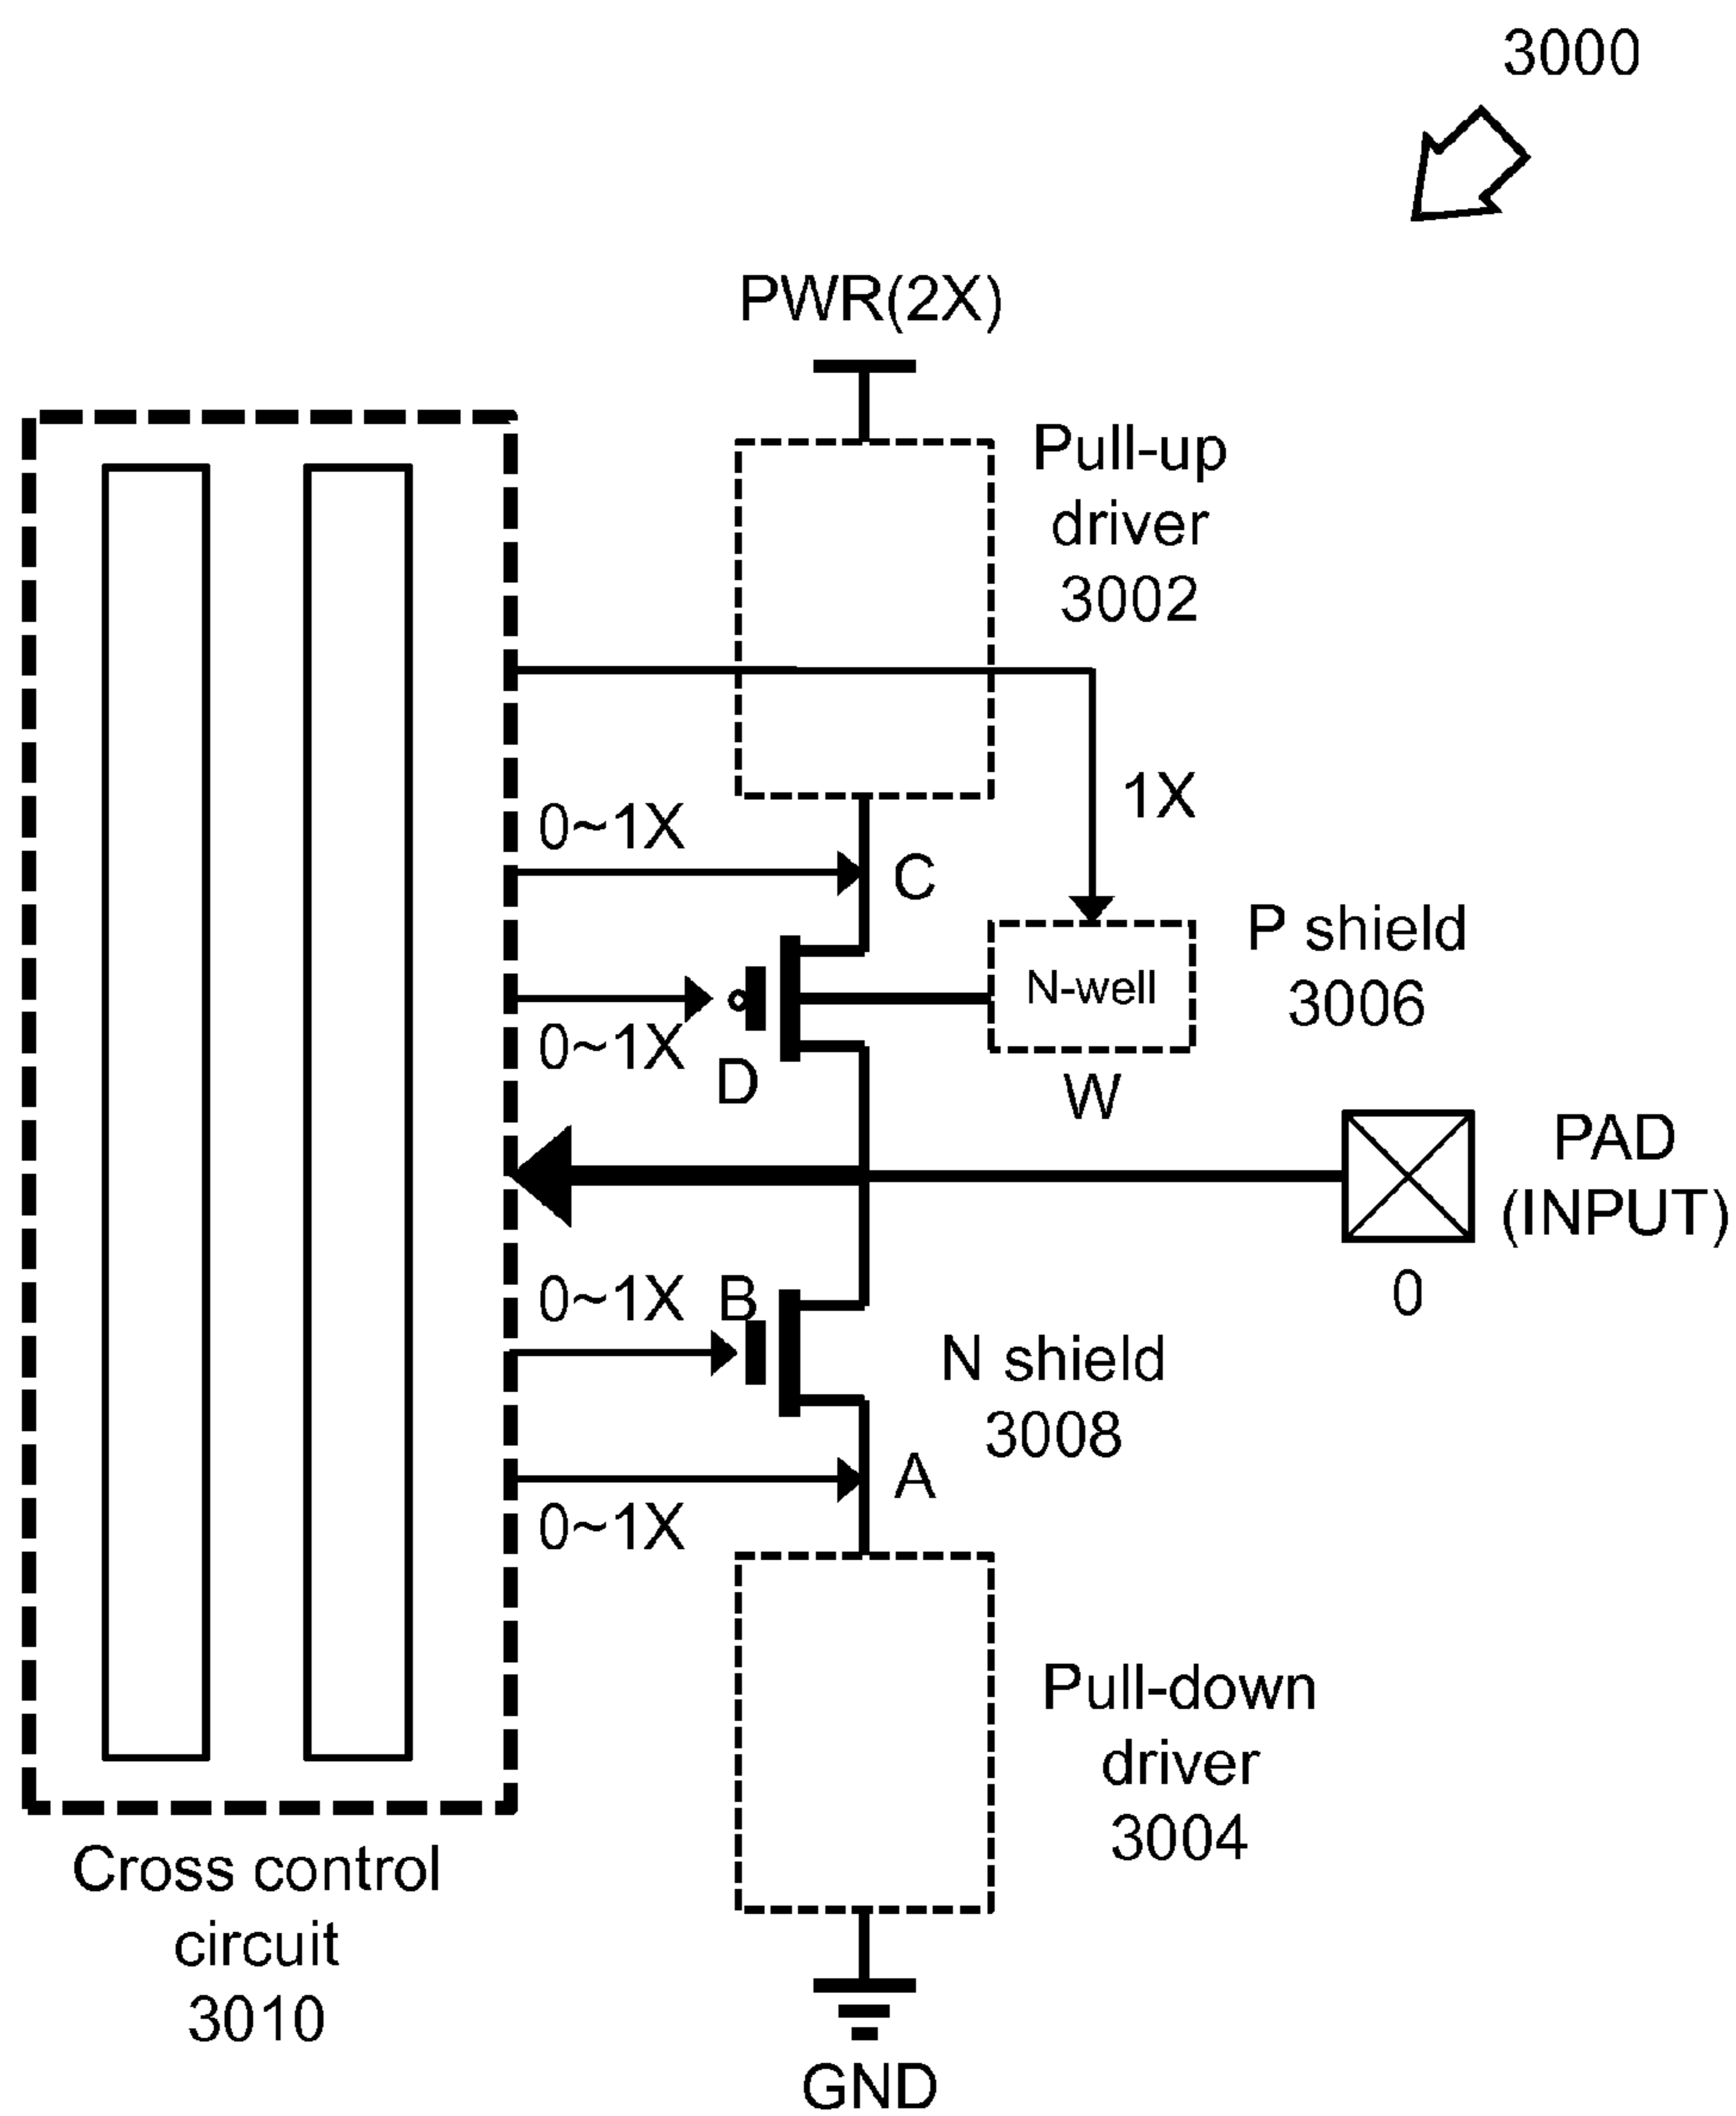 3000
PWR(2X)
Pull-up
driver
3002
1X
0~1X
C
P shield
3006
N-well
0~1X
D
W
PAD
(INPUT)
0
0~1X
B
N shield
3008
A
0~1X
Pull-down
driver
3004
Cross control
circuit
3010
GND